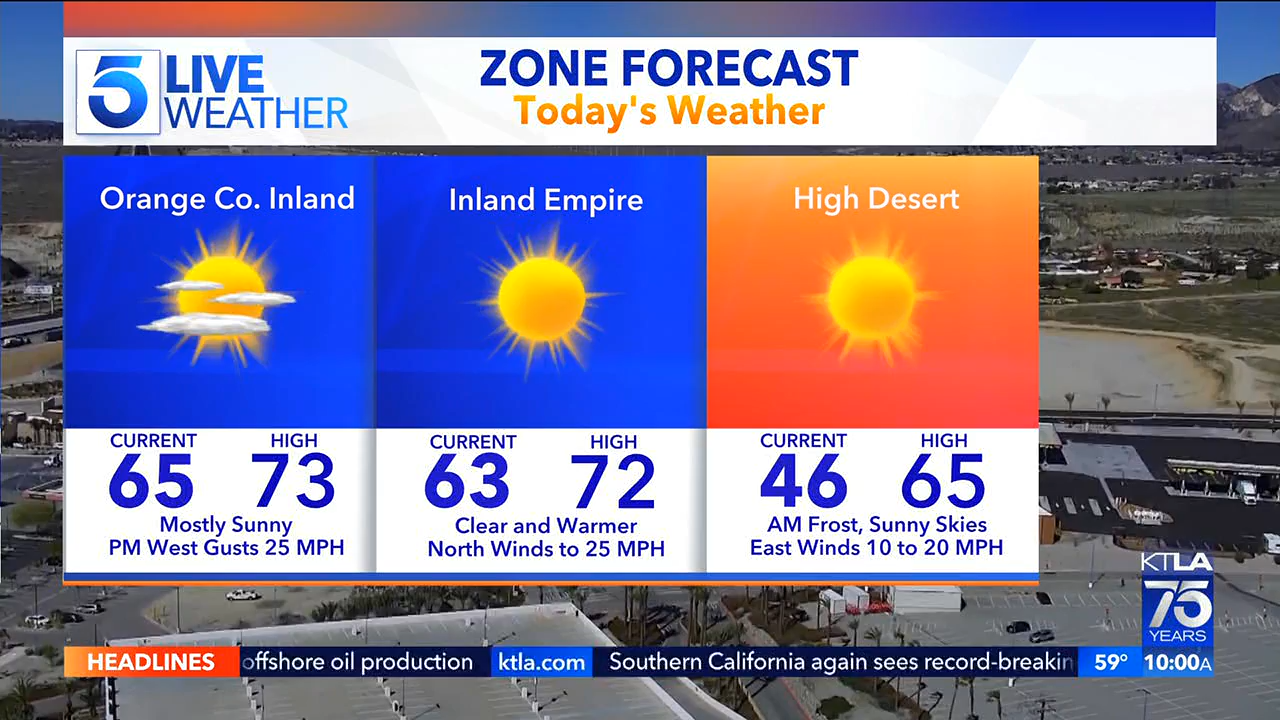 5 LIVE
WEATHER
ZONE FORECAST
Today's Weather
Orange Co. Inland
CURRENT HIGH
65 73
Mostly Sunny
PM West Gusts 25 MPH
Inland Empire
CURRENT HIGH
63 72
Clear and Warmer
North Winds to 25 MPH
High Desert
CURRENT HIGH
46 65
AM Frost, Sunny Skies
East Winds 10 to 20 MPH
KTLA
75
YEARS
HEADLINES offshore oil production ktla.com Southern California again sees record-breakin 59° 10:00A